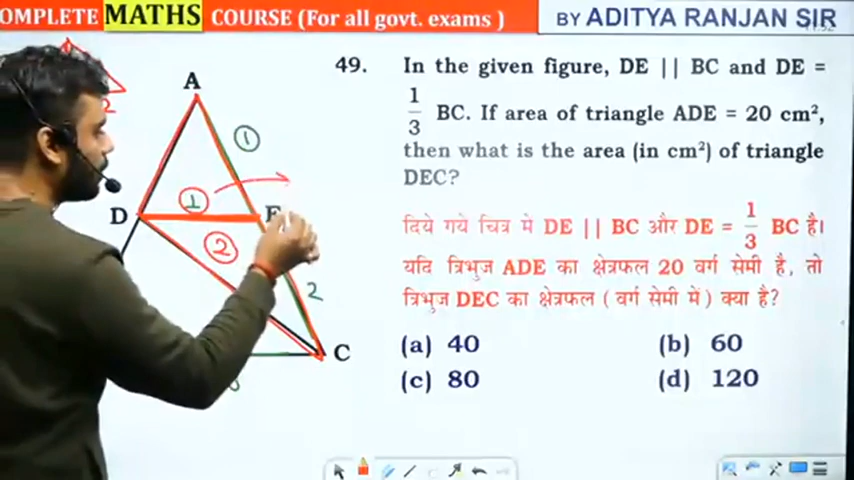 OMPLETE MATHS COURSE (For all govt. exams )
BY ADITYA RANJAN SIR
49. In the given figure, DE || BC and DE =
1/3 BC. If area of triangle ADE = 20 cm²,
then what is the area (in cm²) of triangle
DEC?
दिये गये चित्र मे DE || BC और DE = 1/3 BC है।
यदि त्रिभुज ADE का क्षेत्रफल 20 वर्ग सेमी है, तो
त्रिभुज DEC का क्षेत्रफल ( वर्ग सेमी में ) क्या है?
(a) 40 (b) 60
(c) 80 (d) 120
A
1
1
D E
2
2
C